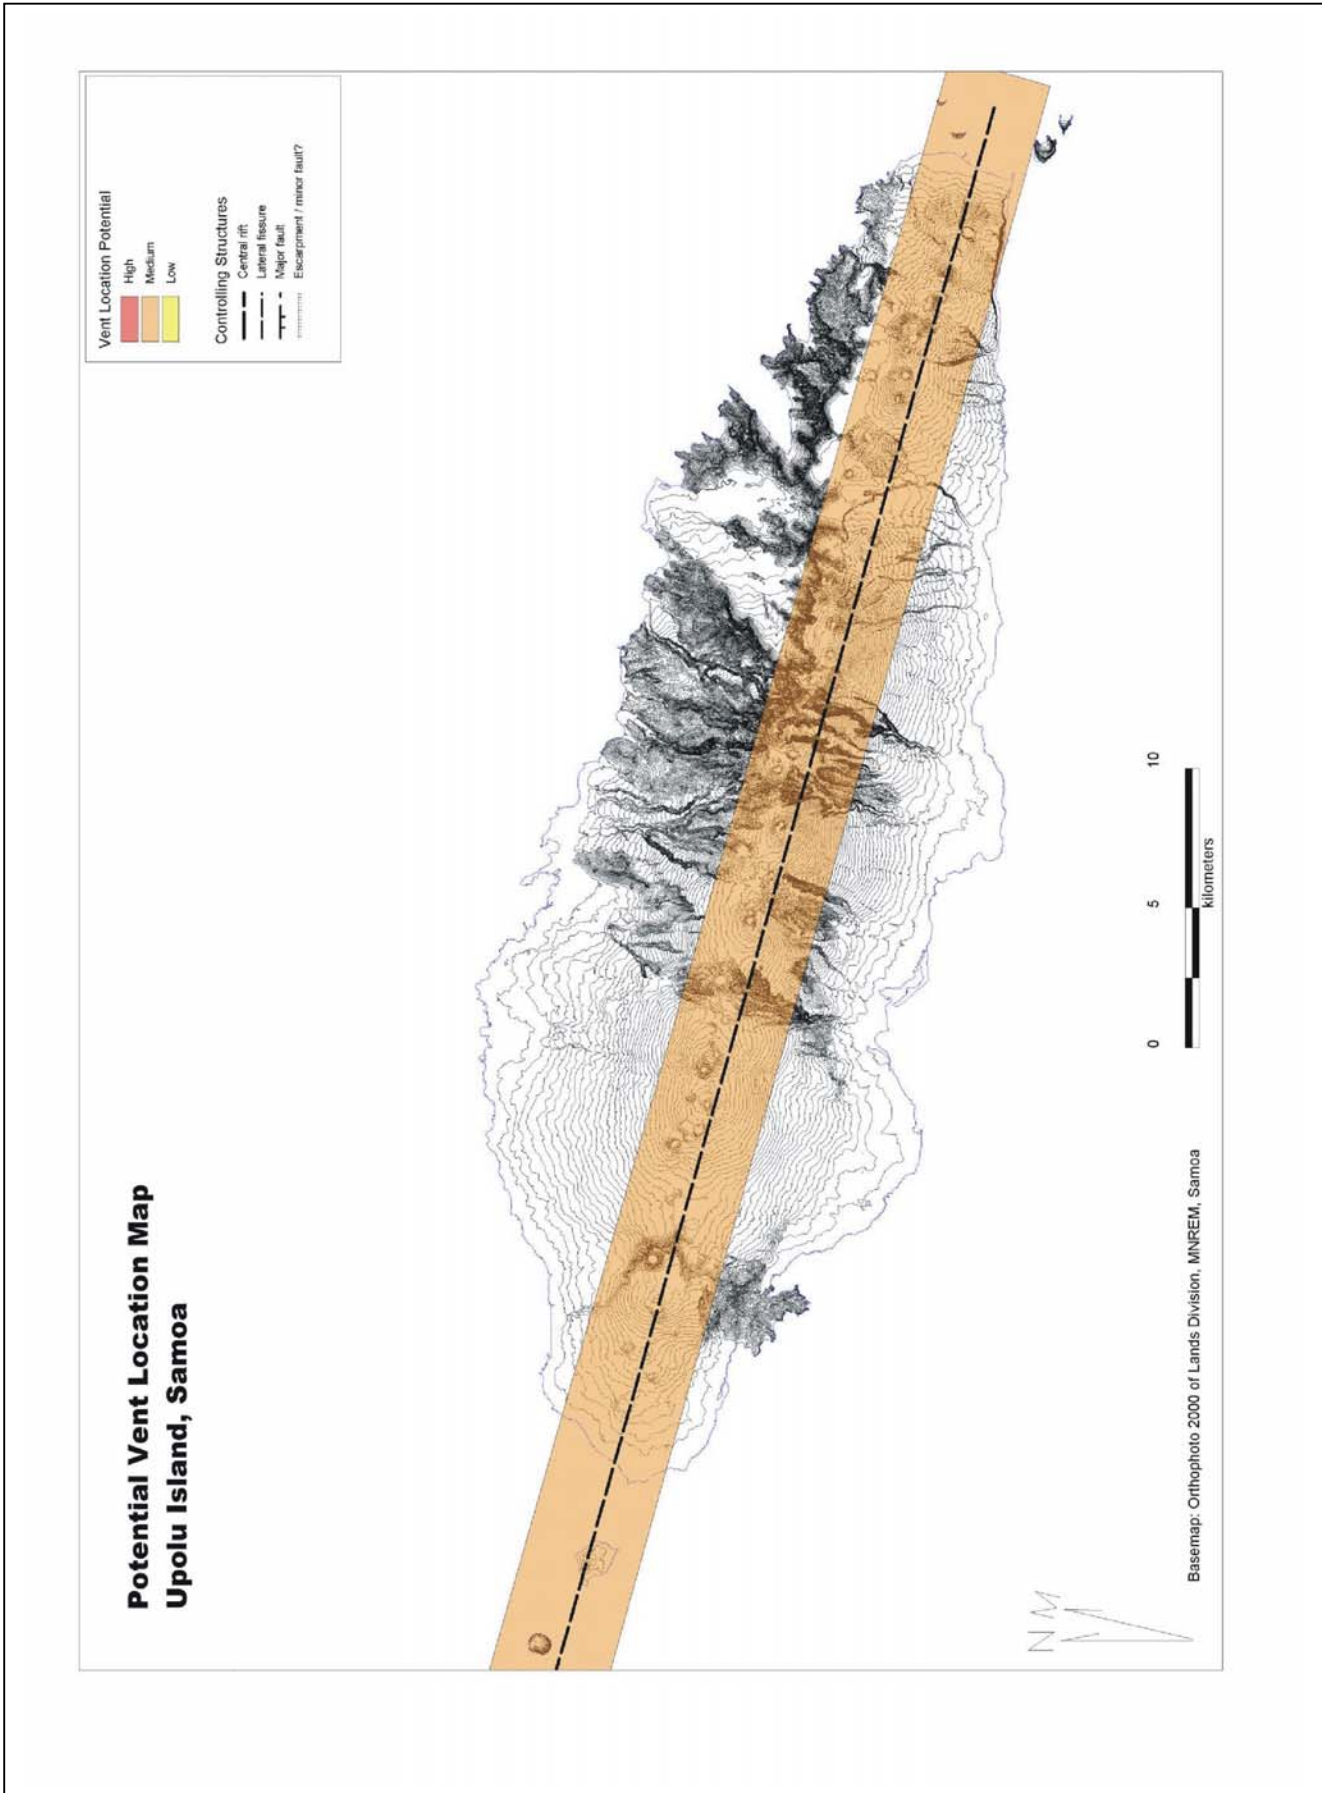 Potential Vent Location Map
Upolu Island, Samoa
Vent Location Potential
High
Medium
Low
Controlling Structures
Central rift
Lateral fissure
Major fault
Escarpment / minor fault?
N M
Basemap: Orthophoto 2000 of Lands Division, MNREM, Samoa
0 5 10
kilometers